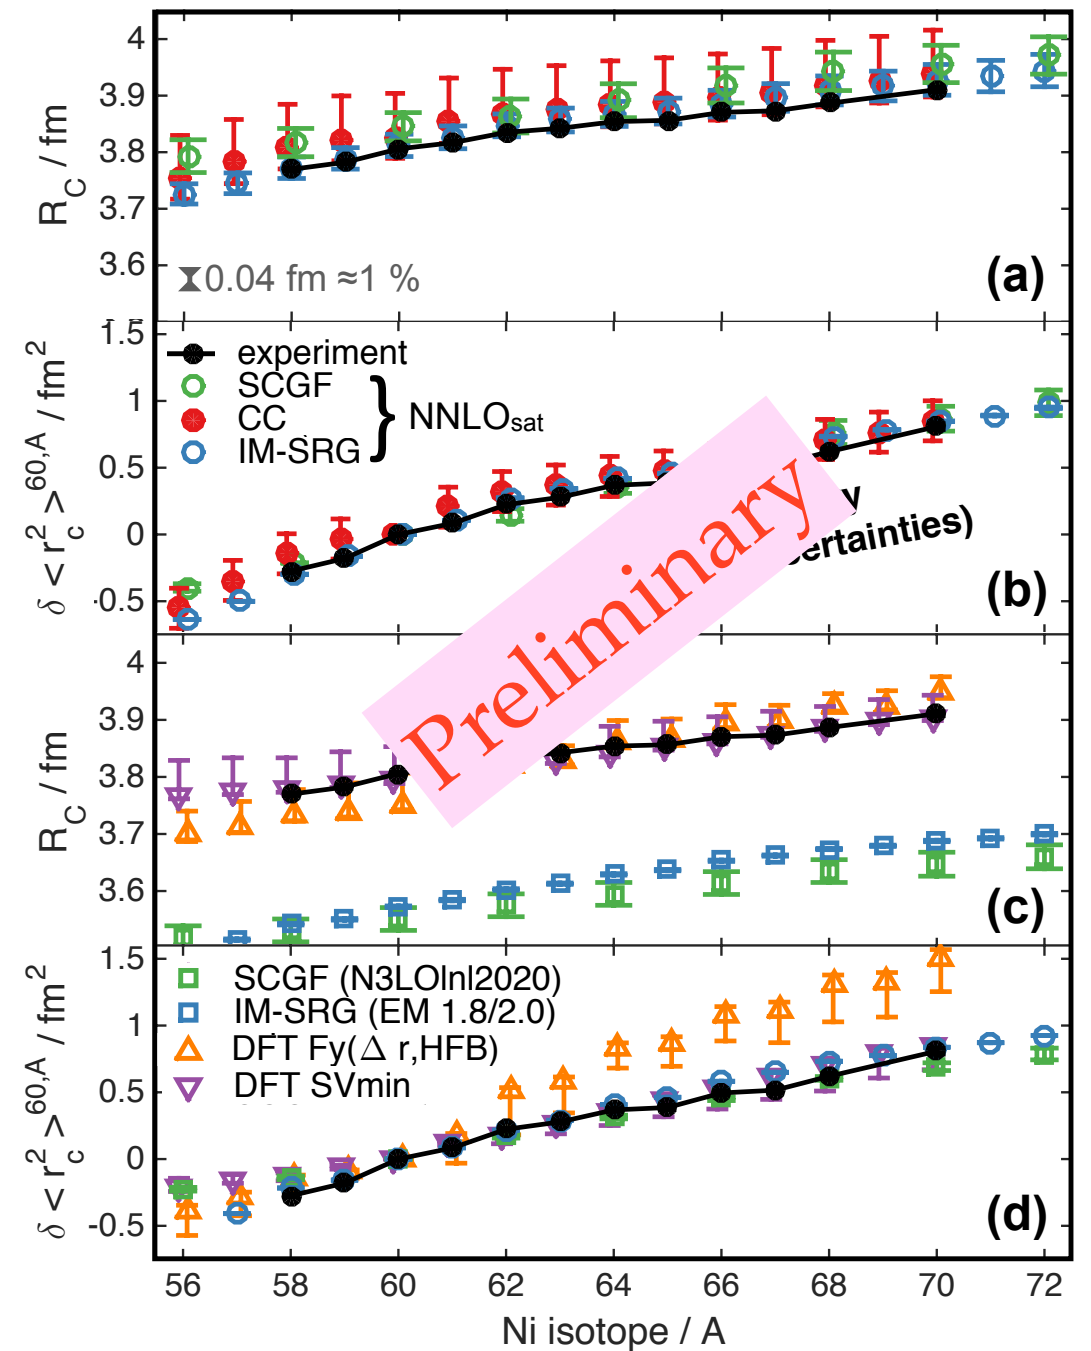 4
3.9
3.8
3.7
3.6
R_C / fm
0.04 fm ≈1 %
(a)
1.5
1
0.5
0
-0.5
δ < r_c^2 >^{60,A} / fm^2
experiment
SCGF
CC
IM-SRG
} NNLO_sat
y
certainties)
(b)
Preliminary
4
3.9
3.8
3.7
3.6
R_C / fm
(c)
1.5
1
0.5
0
-0.5
δ < r_c^2 >^{60,A} / fm^2
SCGF (N3LOlnl2020)
IM-SRG (EM 1.8/2.0)
DFT Fy(Δ r,HFB)
DFT SVmin
(d)
56 58 60 62 64 66 68 70 72
Ni isotope / A